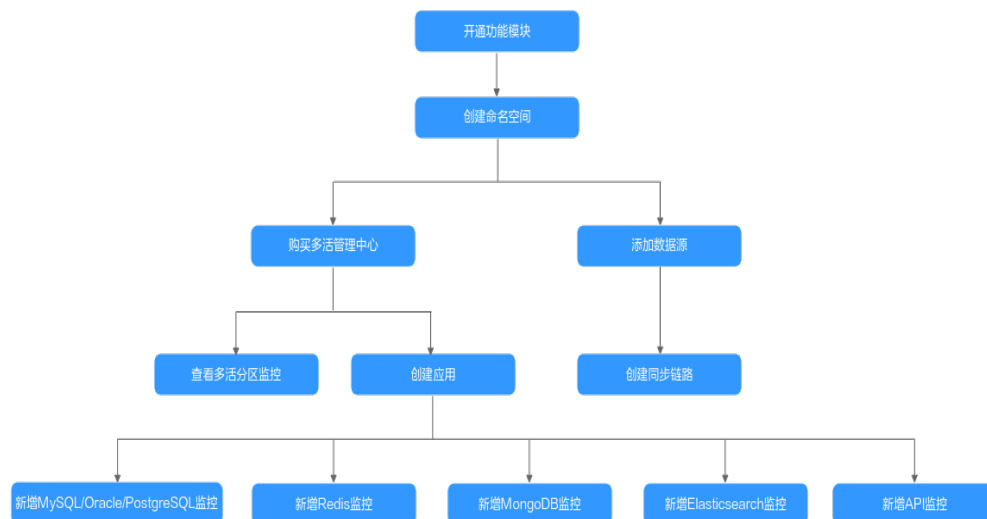 开通功能模块
创建命名空间
购买多活管理中心
添加数据源
查看多活分区监控
创建应用
创建同步链路
新增MySQL/Oracle/PostgreSQL监控
新增Redis监控
新增MongoDB监控
新增Elasticsearch监控
新增API监控